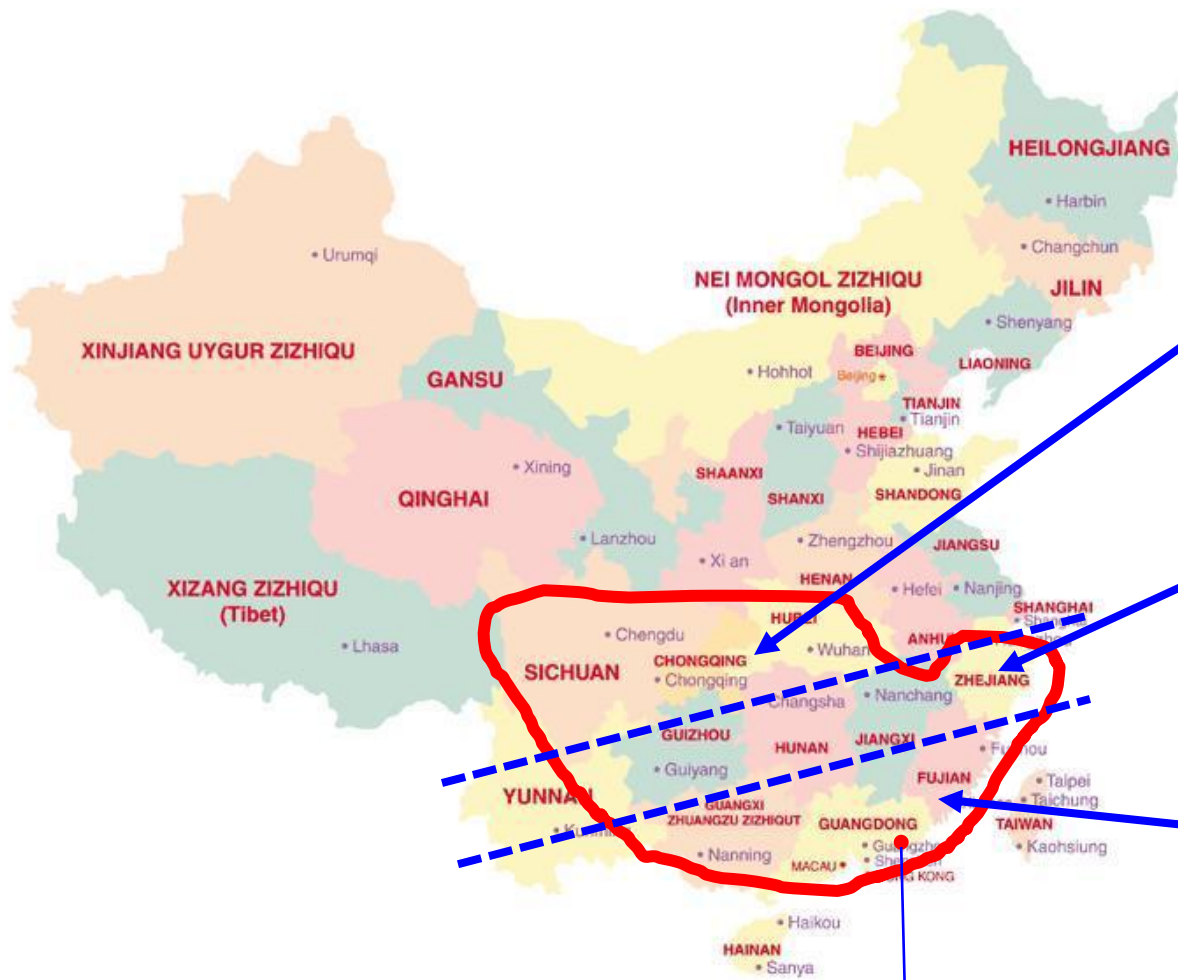 HEILONGJIANG
Harbin
Changchun
Urumqi
NEI MONGOL ZIZHIQU
(Inner Mongolia)
JILIN
Shenyang
XINJIANG UYGUR ZIZHIQU
BEIJING
LIAONING
GANSU
Hohhot
Beijing
TIANJIN
Tianjin
Taiyuan
HEBEI
Shijiazhuang
Xining
SHAANXI
Jinan
QINGHAI
SHANXI
SHANDONG
Lanzhou
Zhengzhou
JIANGSU
Xi an
HENAN
Hefei
Nanjing
XIZANG ZIZHIQU
(Tibet)
SHANGHAI
HUBEI
Chengdu
Lhasa
Wuhan
CHONGQING
SICHUAN
Chongqing
ZHEJIANG
Nanchang
Changsha
GUIZHOU
HUNAN
JIANGXI
Guiyang
FUJIAN
Taipei
YUNNAN
Taichung
GUANGXI
ZHUANGZU ZIZHIQUT
GUANGDONG
TAIWAN
Kaohsiung
Nanning
MACAU
KONG
Haikou
HAINAN
Sanya